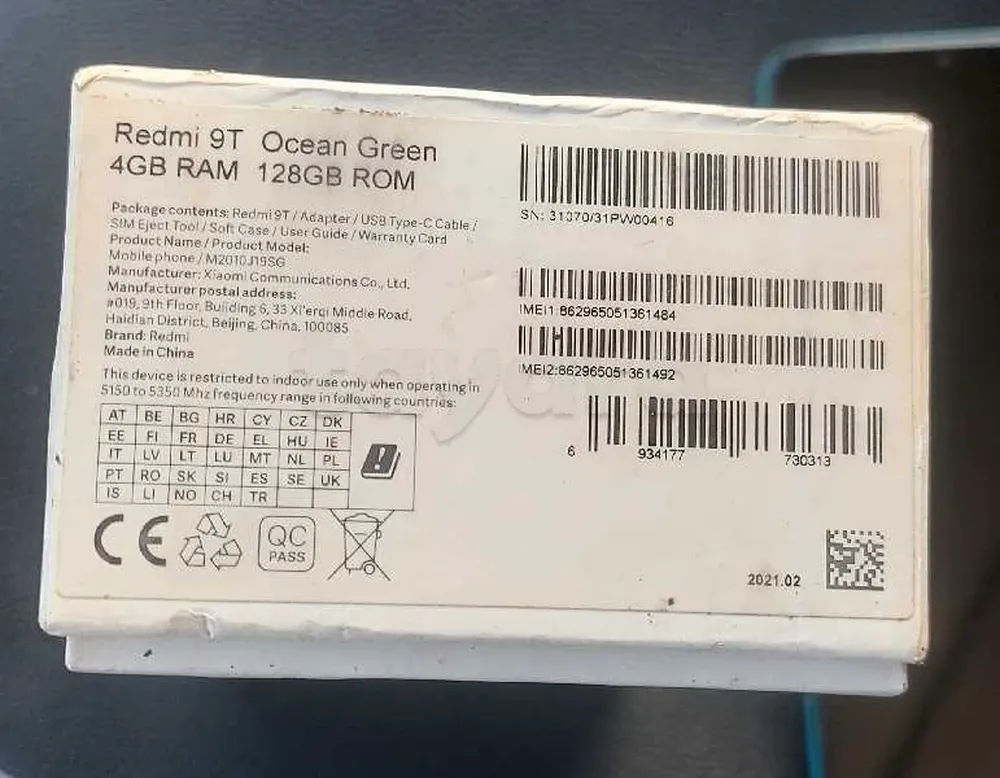 Redmi 9T Ocean Green
4GB RAM 128GB ROM
Package contents: Redmi 9T / Adapter / USB Type-C Cable /
SIM Eject Tool / Soft Case / User Guide / Warranty Card
Product Name / Product Model:
Mobile phone / M2010J19SG
Manufacturer: Xiaomi Communications Co., Ltd.
Manufacturer postal address:
#019, 9th Floor, Building 6, 33 Xi'erqi Middle Road,
Haidian District, Beijing, China, 100085
Brand: Redmi
Made in China
This device is restricted to indoor use only when operating in
5150 to 5350 Mhz frequency range in following countries:
AT BE BG HR CY CZ DK
EE FI FR DE EL HU IE
IT LV LT LU MT NL PL
PT RO SK SI ES SE UK
IS LI NO CH TR
CE
QC
PASS
SN: 31070/31PW00416
IMEI1:862965051361484
IMEI2:862965051361492
6 934177 730313
2021.02